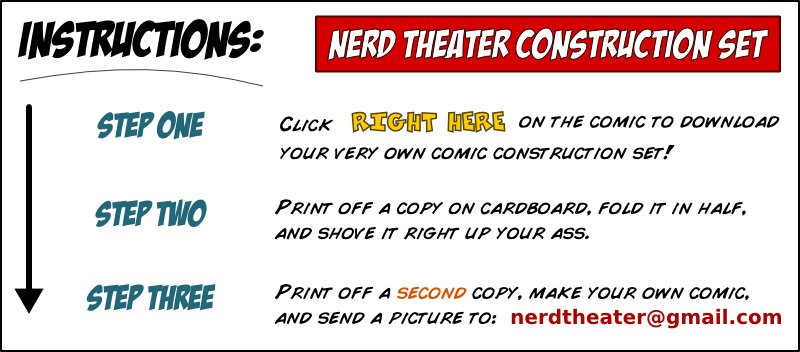 INSTRUCTIONS:
NERD THEATER CONSTRUCTION SET
STEP ONE
CLICK RIGHT HERE ON THE COMIC TO DOWNLOAD
YOUR VERY OWN COMIC CONSTRUCTION SET!
STEP TWO
PRINT OFF A COPY ON CARDBOARD, FOLD IT IN HALF,
AND SHOVE IT RIGHT UP YOUR ASS.
STEP THREE
PRINT OFF A SECOND COPY, MAKE YOUR OWN COMIC,
AND SEND A PICTURE TO: nerdtheater@gmail.com